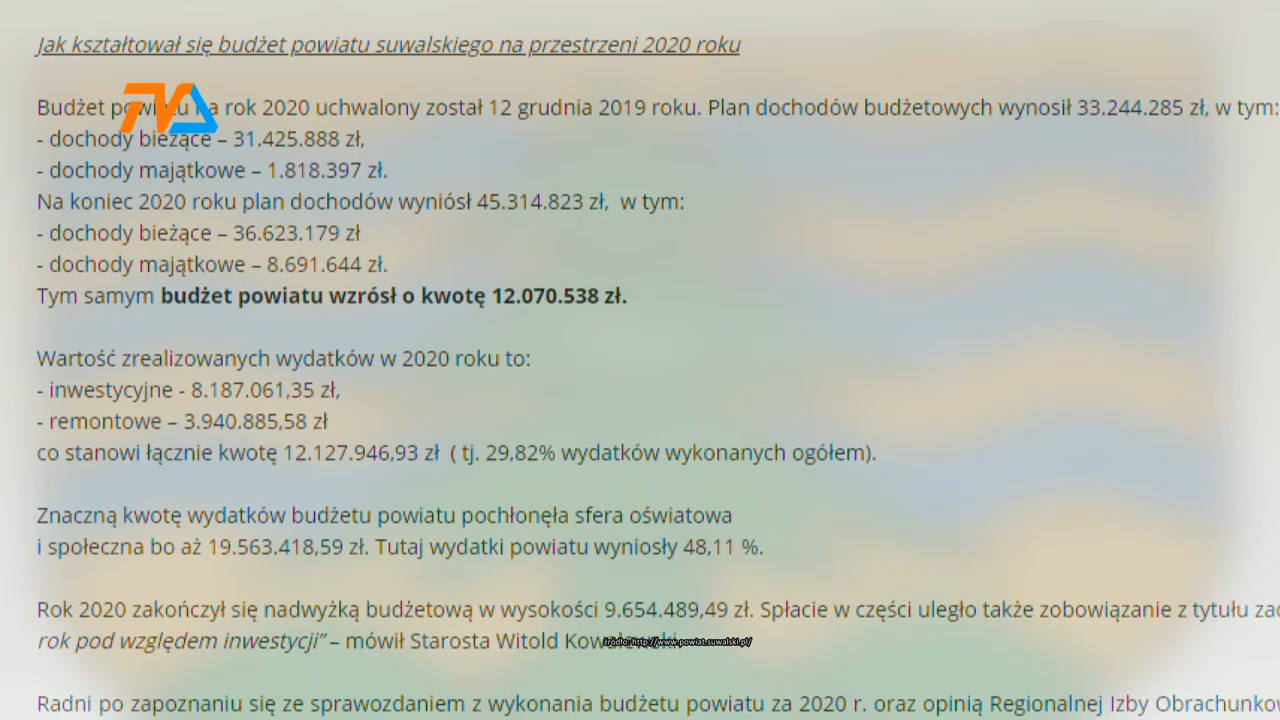 Jak kształtował się budżet powiatu suwalskiego na przestrzeni 2020 roku
Budżet powiatu na rok 2020 uchwalony został 12 grudnia 2019 roku. Plan dochodów budżetowych wynosił 33.244.285 zł, w tym:
- dochody bieżące – 31.425.888 zł,
- dochody majątkowe – 1.818.397 zł.
Na koniec 2020 roku plan dochodów wyniósł 45.314.823 zł, w tym:
- dochody bieżące – 36.623.179 zł
- dochody majątkowe – 8.691.644 zł.
Tym samym budżet powiatu wzrósł o kwotę 12.070.538 zł.
Wartość zrealizowanych wydatków w 2020 roku to:
- inwestycyjne - 8.187.061,35 zł,
- remontowe – 3.940.885,58 zł
co stanowi łącznie kwotę 12.127.946,93 zł ( tj. 29,82% wydatków wykonanych ogółem).
Znaczną kwotę wydatków budżetu powiatu pochłonęła sfera oświatowa
i społeczna bo aż 19.563.418,59 zł. Tutaj wydatki powiatu wyniosły 48,11 %.
Rok 2020 zakończył się nadwyżką budżetową w wysokości 9.654.489,49 zł. Spłacie w części uległo także zobowiązanie z tytułu
rok pod względem inwestycji” – mówił Starosta Witold Kowalewski.
źródło: http://www.powiat.suwalski.pl/
Radni po zapoznaniu się ze sprawozdaniem z wykonania budżetu powiatu za 2020 r. oraz opinią Regionalnej Izby